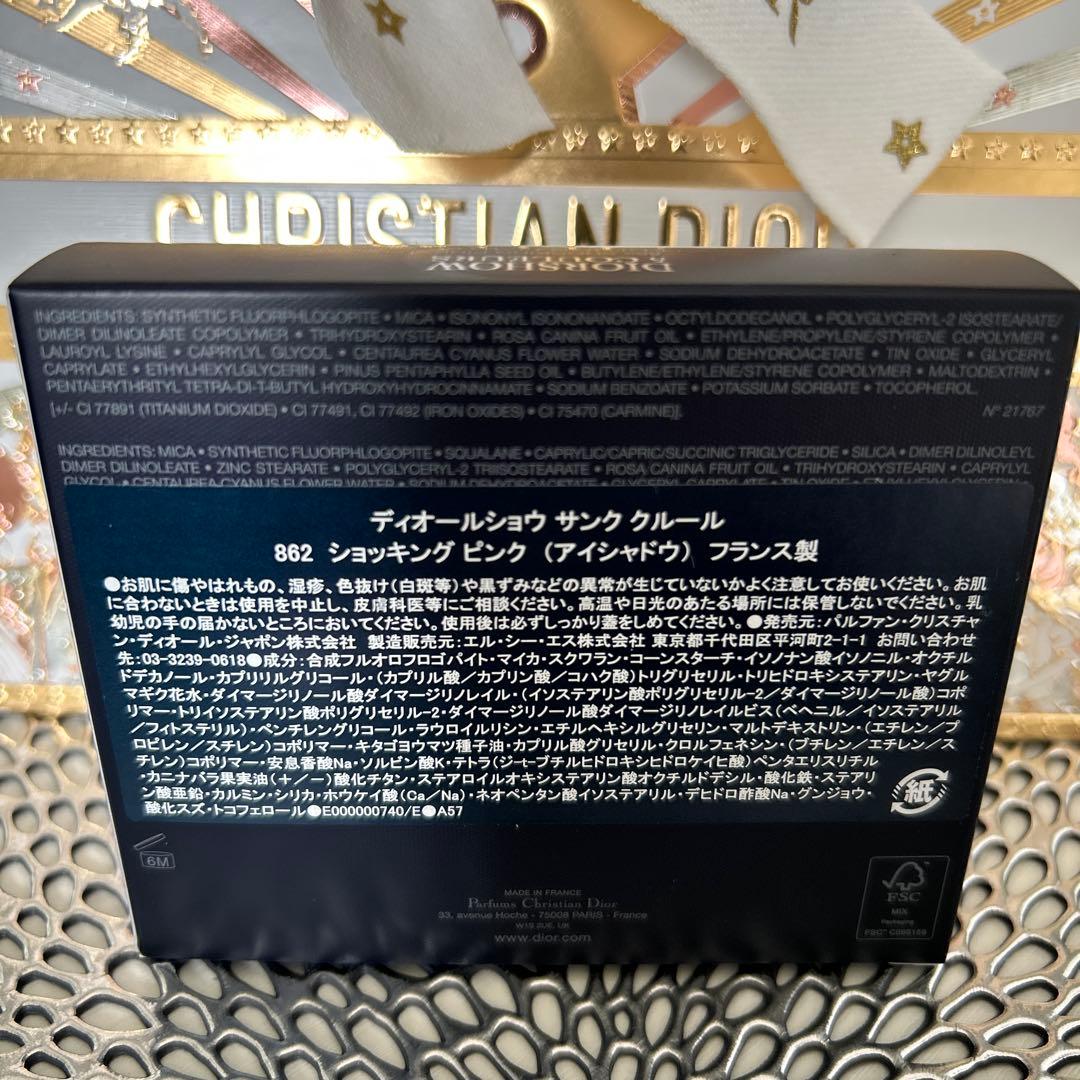 CHRISTIAN DIOR
DIORSHOW
5 COULEURS
INGREDIENTS: SYNTHETIC FLUORPHLOGOPITE • MICA • ISONONYL ISONONANOATE • OCTYLDODECANOL • POLYGLYCERYL-2 ISOSTEARATE/
DIMER DILINOLEATE COPOLYMER • TRIHYDROXYSTEARIN • ROSA CANINA FRUIT OIL • ETHYLENE/PROPYLENE/STYRENE COPOLYMER •
LAUROYL LYSINE • CAPRYLYL GLYCOL • CENTAUREA CYANUS FLOWER WATER • SODIUM DEHYDROACETATE • TIN OXIDE • GLYCERYL
CAPRYLATE • ETHYLHEXYLGLYCERIN • PINUS PENTAPHYLLA SEED OIL • BUTYLENE/ETHYLENE/STYRENE COPOLYMER • MALTODEXTRIN •
PENTAERYTHRITYL TETRA-DI-T-BUTYL HYDROXYHYDROCINNAMATE • SODIUM BENZOATE • POTASSIUM SORBATE • TOCOPHEROL.
[+/- CI 77891 (TITANIUM DIOXIDE) • CI 77491, CI 77492 (IRON OXIDES) • CI 75470 (CARMINE)]. N° 21767
INGREDIENTS: MICA • SYNTHETIC FLUORPHLOGOPITE • SQUALANE • CAPRYLIC/CAPRIC/SUCCINIC TRIGLYCERIDE • SILICA • DIMER DILINOLEYL
DIMER DILINOLEATE • ZINC STEARATE • POLYGLYCERYL-2 TRIISOSTEARATE • ROSA CANINA FRUIT OIL • TRIHYDROXYSTEARIN • CAPRYLYL
GLYCOL • CENTAUREA CYANUS FLOWER WATER • SODIUM DEHYDROACETATE • GLYCERYL CAPRYLATE • TIN OXIDE • ETHYLHEXYLGLYCERIN
ディオールショウ サンク クルール
862 ショッキング ピンク （アイシャドウ） フランス製
●お肌に傷やはれもの、湿疹、色抜け（白斑等）や黒ずみなどの異常が生じていないかよく注意してお使いください。お肌
に合わないときは使用を中止し、皮膚科医等にご相談ください。高温や日光のあたる場所には保管しないでください。乳
幼児の手の届かないところにおいてください。使用後は必ずしっかり蓋をしめてください。●発売元：パルファン・クリスチャ
ン・ディオール・ジャポン株式会社 製造販売元：エル・シー・エス株式会社 東京都千代田区平河町2-1-1 お問い合わせ
先：03-3239-0618●成分：合成フルオロフロゴパイト・マイカ・スクワラン・コーンスターチ・イソノナン酸イソノニル・オクチル
ドデカノール・カプリリルグリコール・（カプリル酸／カプリン酸／コハク酸）トリグリセリル・トリヒドロキシステアリン・ヤグル
マギク花水・ダイマージリノール酸ダイマージリノレイル・（イソステアリン酸ポリグリセリル-2／ダイマージリノール酸）コポ
リマー・トリイソステアリン酸ポリグリセリル-2・ダイマージリノール酸ダイマージリノレイルビス（ベヘニル／イソステアリル
／フィトステリル）・ペンチレングリコール・ラウロイルリシン・エチルヘキシルグリセリン・マルトデキストリン・（エチレン／プ
ロピレン／スチレン）コポリマー・キタゴヨウマツ種子油・カプリル酸グリセリル・クロルフェネシン・（ブチレン／エチレン／ス
チレン）コポリマー・安息香酸Na・ソルビン酸K・テトラ（ジ-t-ブチルヒドロキシヒドロケイヒ酸）ペンタエリスリチ
ル・カニナバラ果実油（＋／－）酸化チタン・ステアロイルオキシステアリン酸オクチルドデシル・酸化鉄・ステアリ
ン酸亜鉛・カルミン・シリカ・ホウケイ酸（Ca／Na）・ネオペンタン酸イソステアリル・デヒドロ酢酸Na・グンジョウ・
酸化スズ・トコフェロール●E000000740/E●A57
紙
6M
MADE IN FRANCE
Parfums Christian Dior
33, avenue Hoche - 75008 PARIS - France
W1S 2UE, UK
www.dior.com
FSC
MIX
Packaging